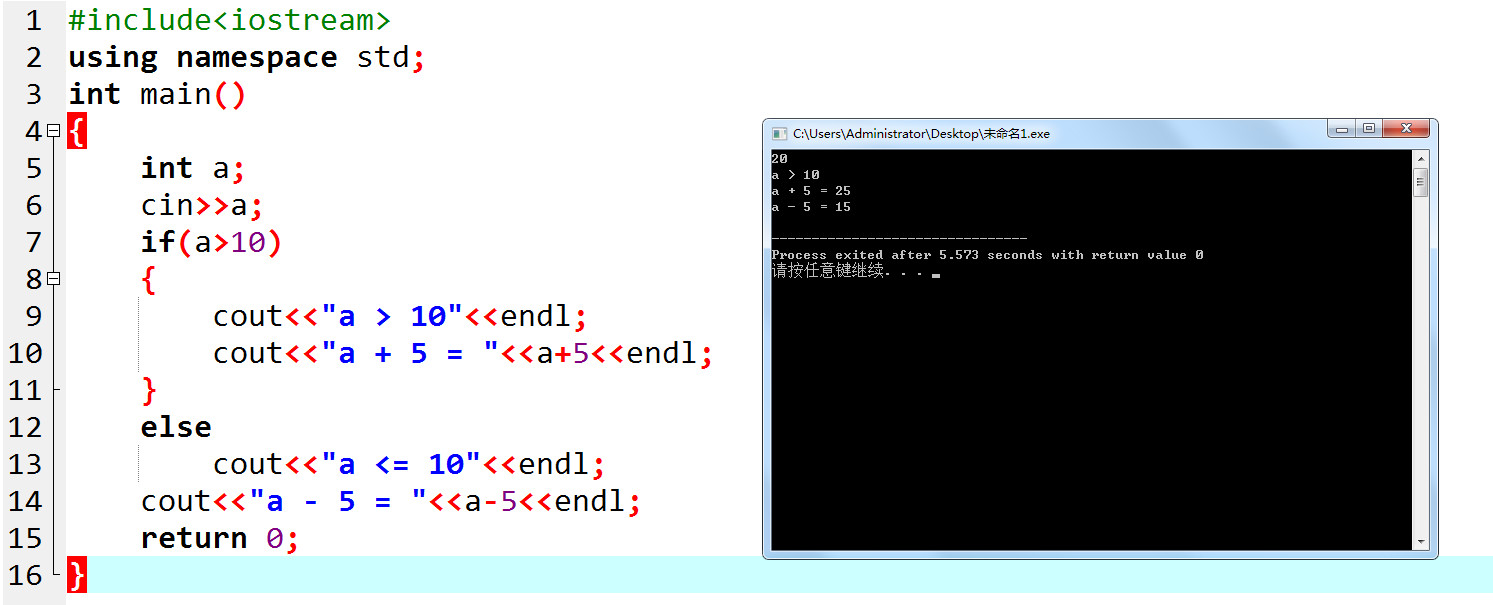 1 #include<iostream>
2 using namespace std;
3 int main()
4 {
5 int a;
6 cin>>a;
7 if(a>10)
8 {
9 cout<<"a > 10"<<endl;
10 cout<<"a + 5 = "<<a+5<<endl;
11 }
12 else
13 cout<<"a <= 10"<<endl;
14 cout<<"a - 5 = "<<a-5<<endl;
15 return 0;
16 }
C:\Users\Administrator\Desktop\未命名1.exe
20
a > 10
a + 5 = 25
a - 5 = 15
--------------------------------
Process exited after 5.573 seconds with return value 0
请按任意键继续. . .